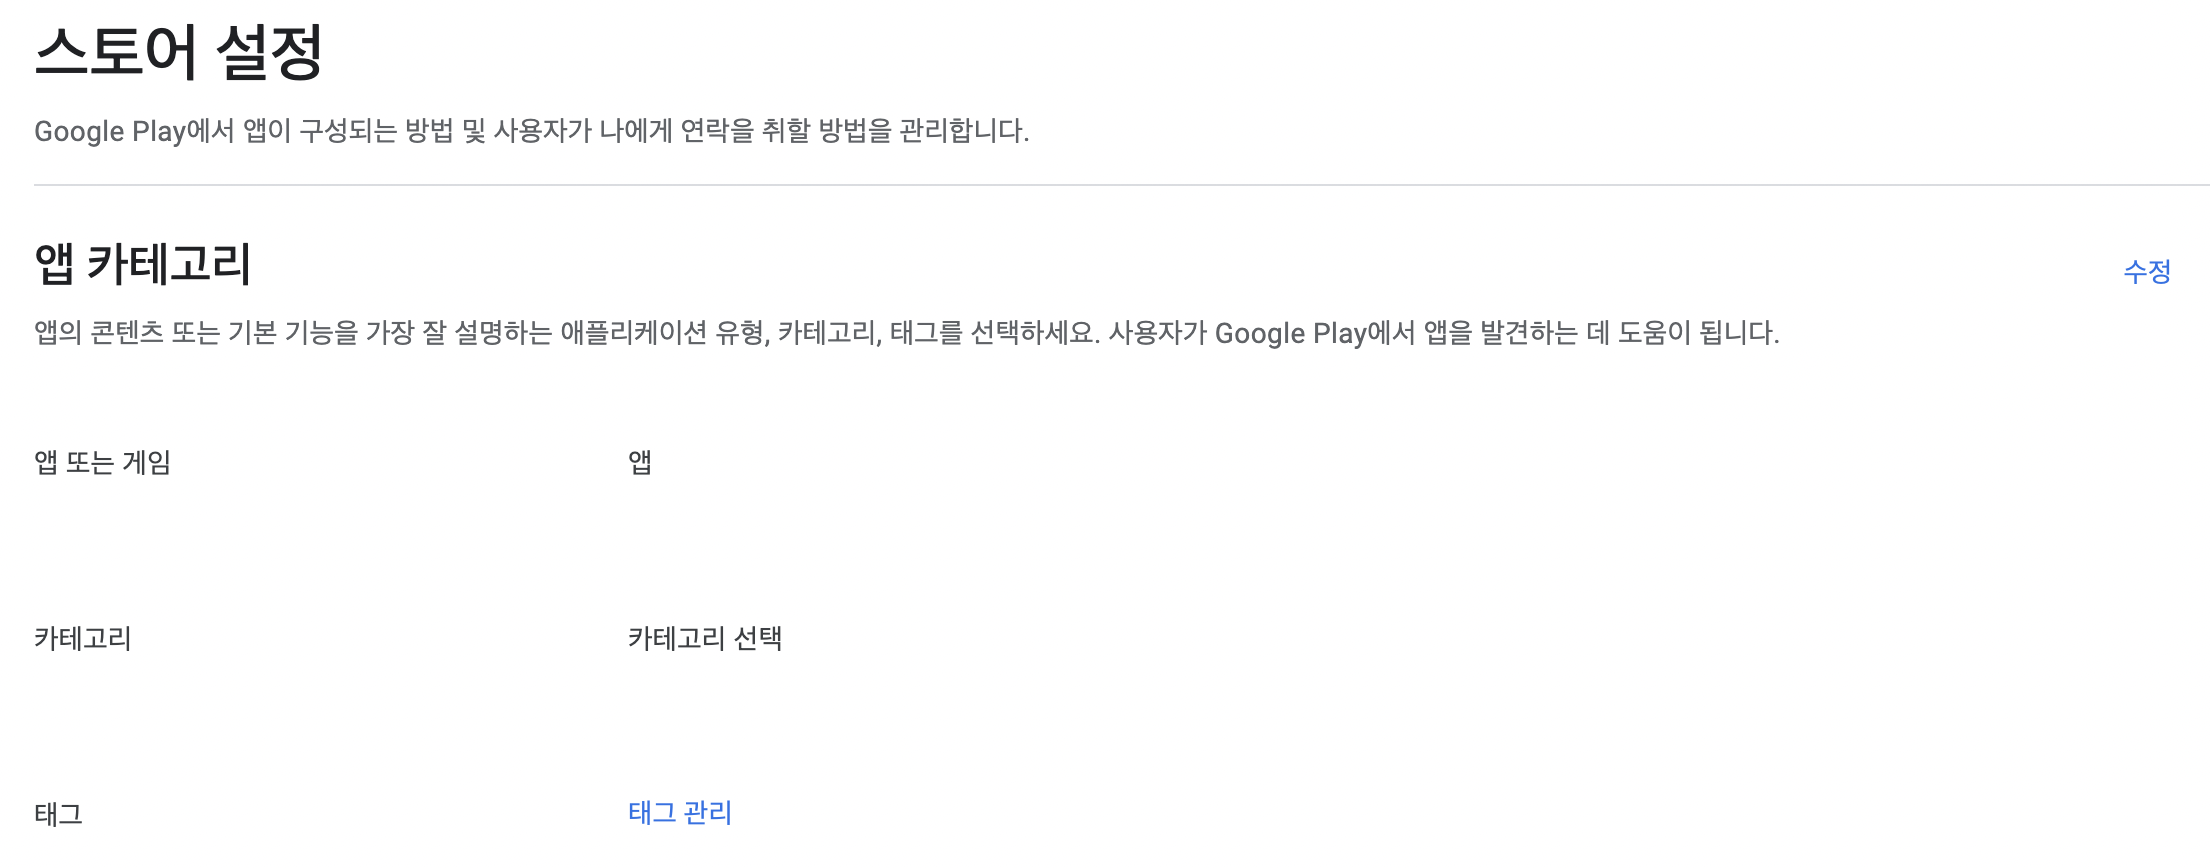 스토어 설정
Google Play에서 앱이 구성되는 방법 및 사용자가 나에게 연락을 취할 방법을 관리합니다.
앱 카테고리
수정
앱의 콘텐츠 또는 기본 기능을 가장 잘 설명하는 애플리케이션 유형, 카테고리, 태그를 선택하세요. 사용자가 Google Play에서 앱을 발견하는 데 도움이 됩니다.
앱 또는 게임
앱
카테고리
카테고리 선택
태그
태그 관리